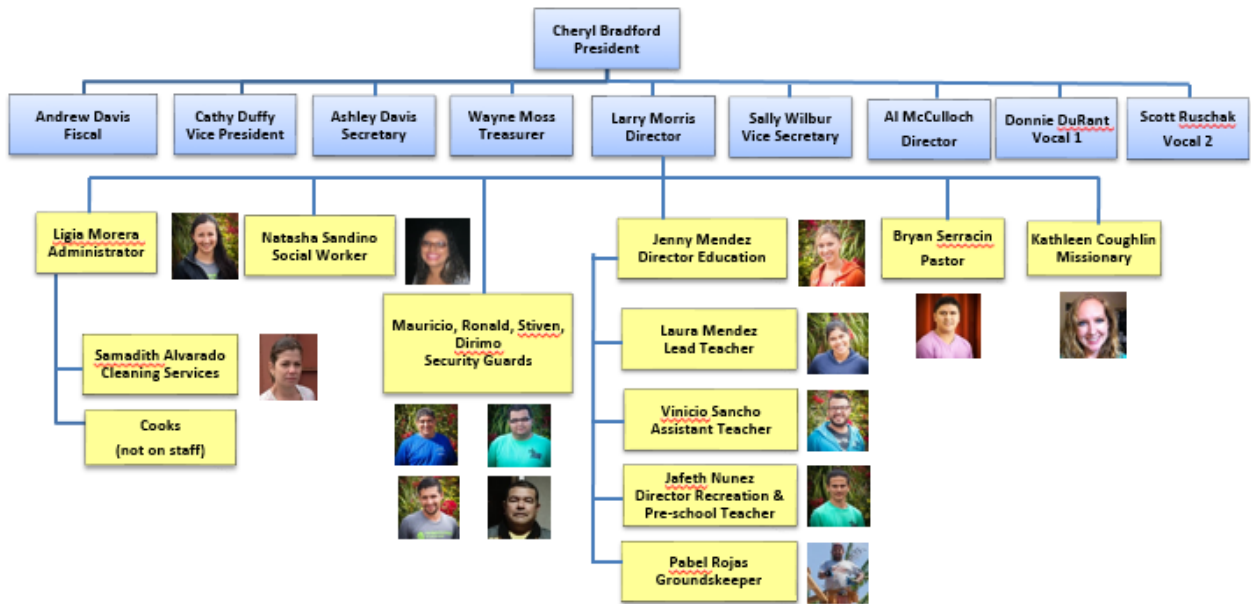 Cheryl Bradford
President
Andrew Davis
Fiscal
Cathy Duffy
Vice President
Ashley Davis
Secretary
Wayne Moss
Treasurer
Larry Morris
Director
Sally Wilbur
Vice Secretary
Al McCulloch
Director
Donnie DuRant
Vocal 1
Scott Ruschak
Vocal 2
Ligia Morera
Administrator
Natasha Sandino
Social Worker
Mauricio, Ronald, Stiven,
Dirimo
Security Guards
Jenny Mendez
Director Education
Bryan Serracin
Pastor
Kathleen Coughlin
Missionary
Samadith Alvarado
Cleaning Services
Cooks
(not on staff)
Laura Mendez
Lead Teacher
Vinicio Sancho
Assistant Teacher
Jafeth Nunez
Director Recreation &
Pre-school Teacher
Pabel Rojas
Groundskeeper